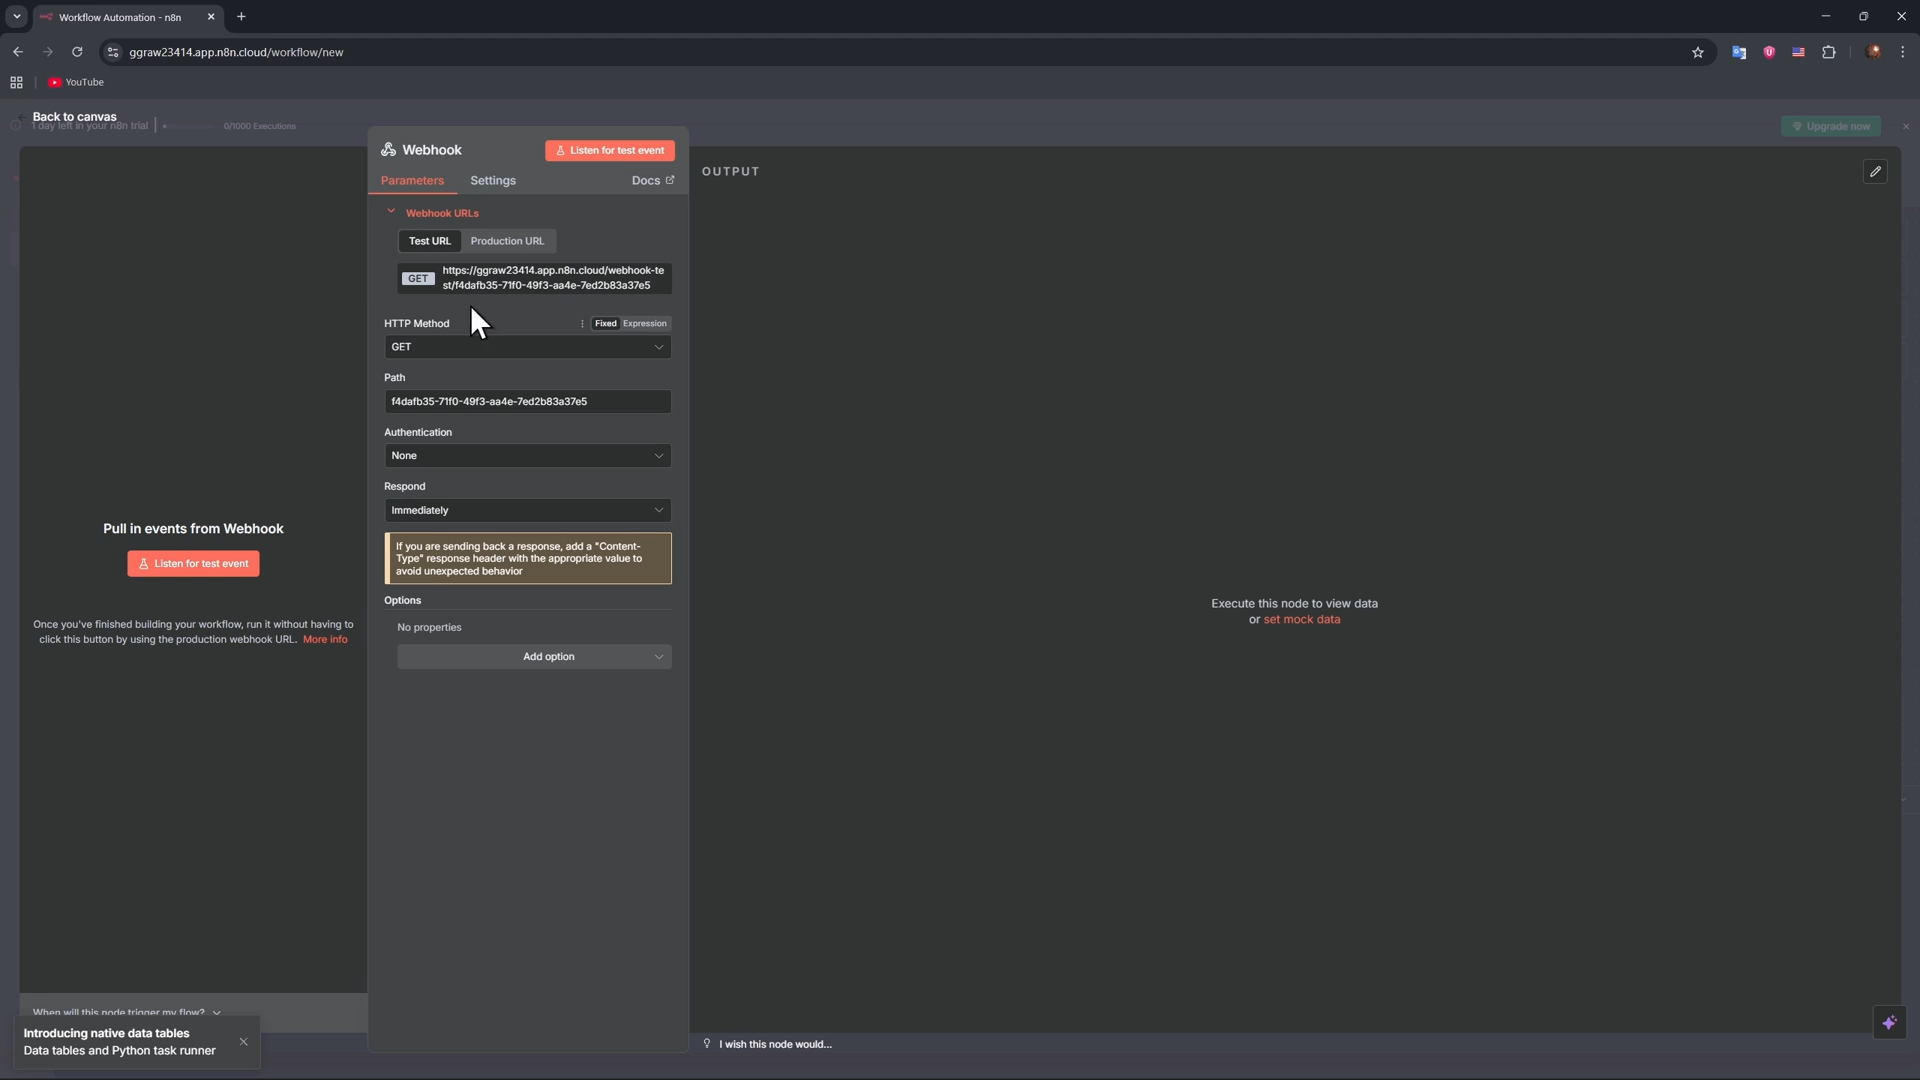 Workflow Automation - n8n
ggraw23414.app.n8n.cloud/workflow/new
YouTube
Back to canvas
1 day left in your n8n trial
0/1000 Executions
Upgrade now
Webhook
Listen for test event
Parameters
Settings
Docs
OUTPUT
Webhook URLs
Test URL
Production URL
GET
https://ggraw23414.app.n8n.cloud/webhook-te
st/f4dafb35-71f0-49f3-aa4e-7ed2b83a37e5
HTTP Method
Fixed
Expression
GET
Path
f4dafb35-71f0-49f3-aa4e-7ed2b83a37e5
Authentication
None
Respond
Immediately
If you are sending back a response, add a "Content-
Type" response header with the appropriate value to
avoid unexpected behavior
Options
No properties
Add option
Pull in events from Webhook
Listen for test event
Once you've finished building your workflow, run it without having to
click this button by using the production webhook URL. More info
Execute this node to view data
or set mock data
When will this node trigger my flow?
Introducing native data tables
Data tables and Python task runner
I wish this node would...